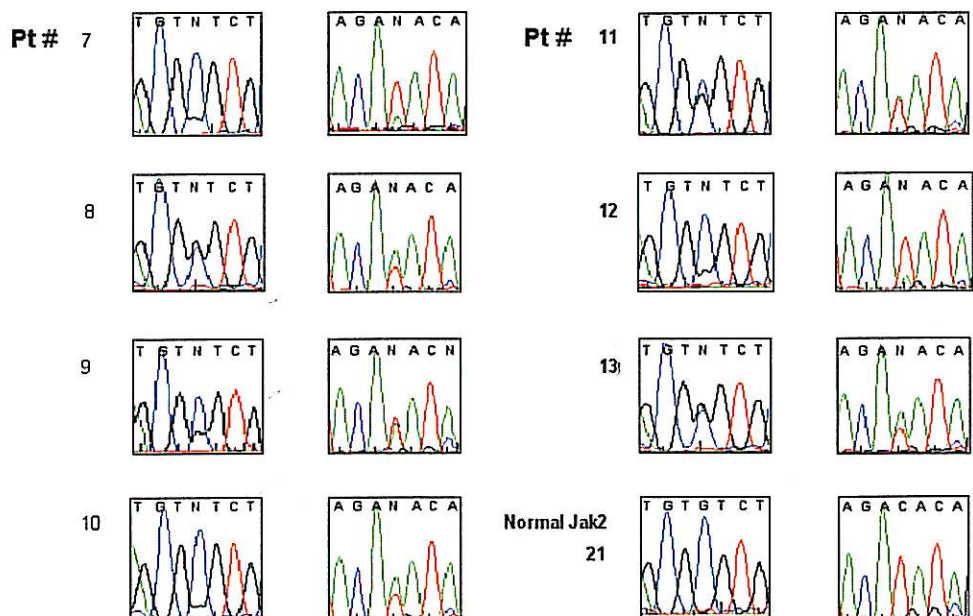 Pt # 7 T G T N T C T A G A N A C A
8 T G T N T C T A G A N A C A
9 T G T N T C T A G A N A C N
10 T G T N T C T A G A N A C A
Pt # 11 T G T N T C T A G A N A C A
12 T G T N T C T A G A N A C A
13 T G T N T C T A G A N A C A
Normal Jak2
21 T G T G T C T A G A C A C A